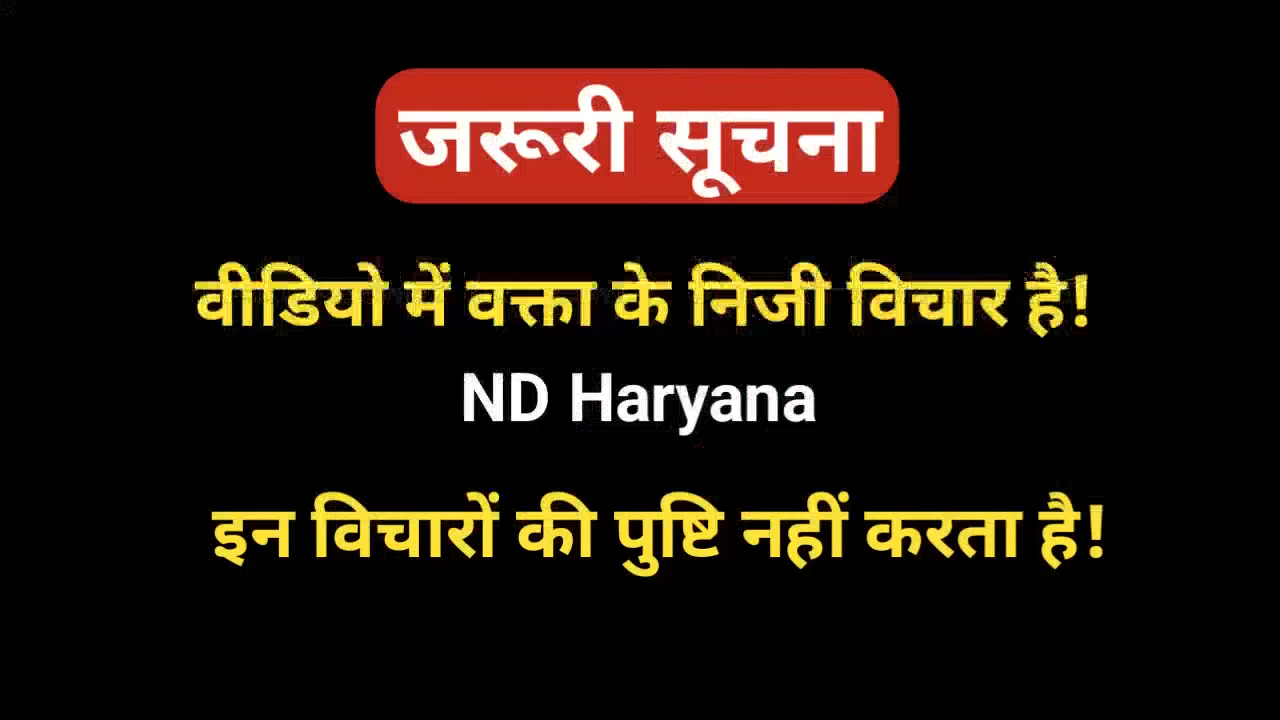 जरूरी सूचना
वीडियो में वक्ता के निजी विचार है!
ND Haryana
इन विचारों की पुष्टि नहीं करता है!